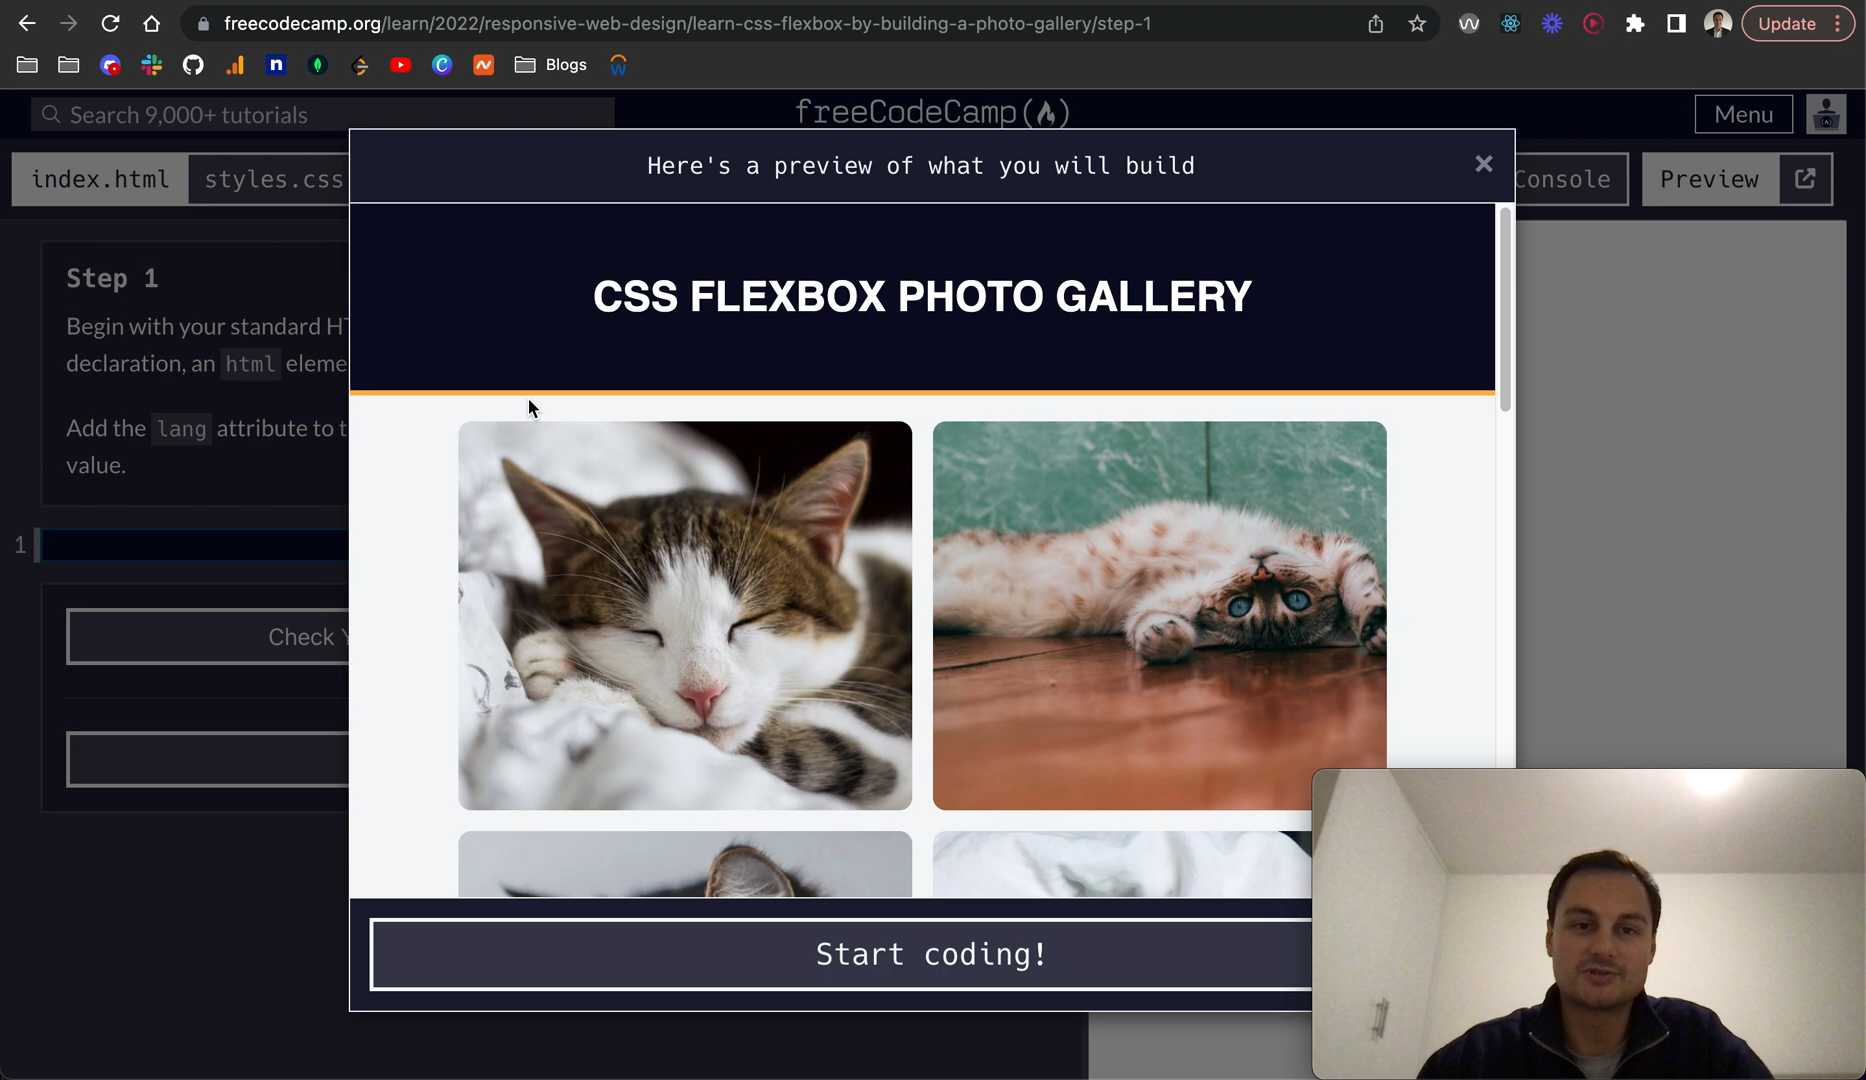 freecodecamp.org/learn/2022/responsive-web-design/learn-css-flexbox-by-building-a-photo-gallery/step-1
Update
Blogs
Search 9,000+ tutorials
freeCodeCamp
Menu
index.html
styles.css
Console
Preview
Here's a preview of what you will build
Step 1
Begin with your standard HT
declaration, an html eleme
Add the lang attribute to t
value.
1
Check Y
CSS FLEXBOX PHOTO GALLERY
Start coding!